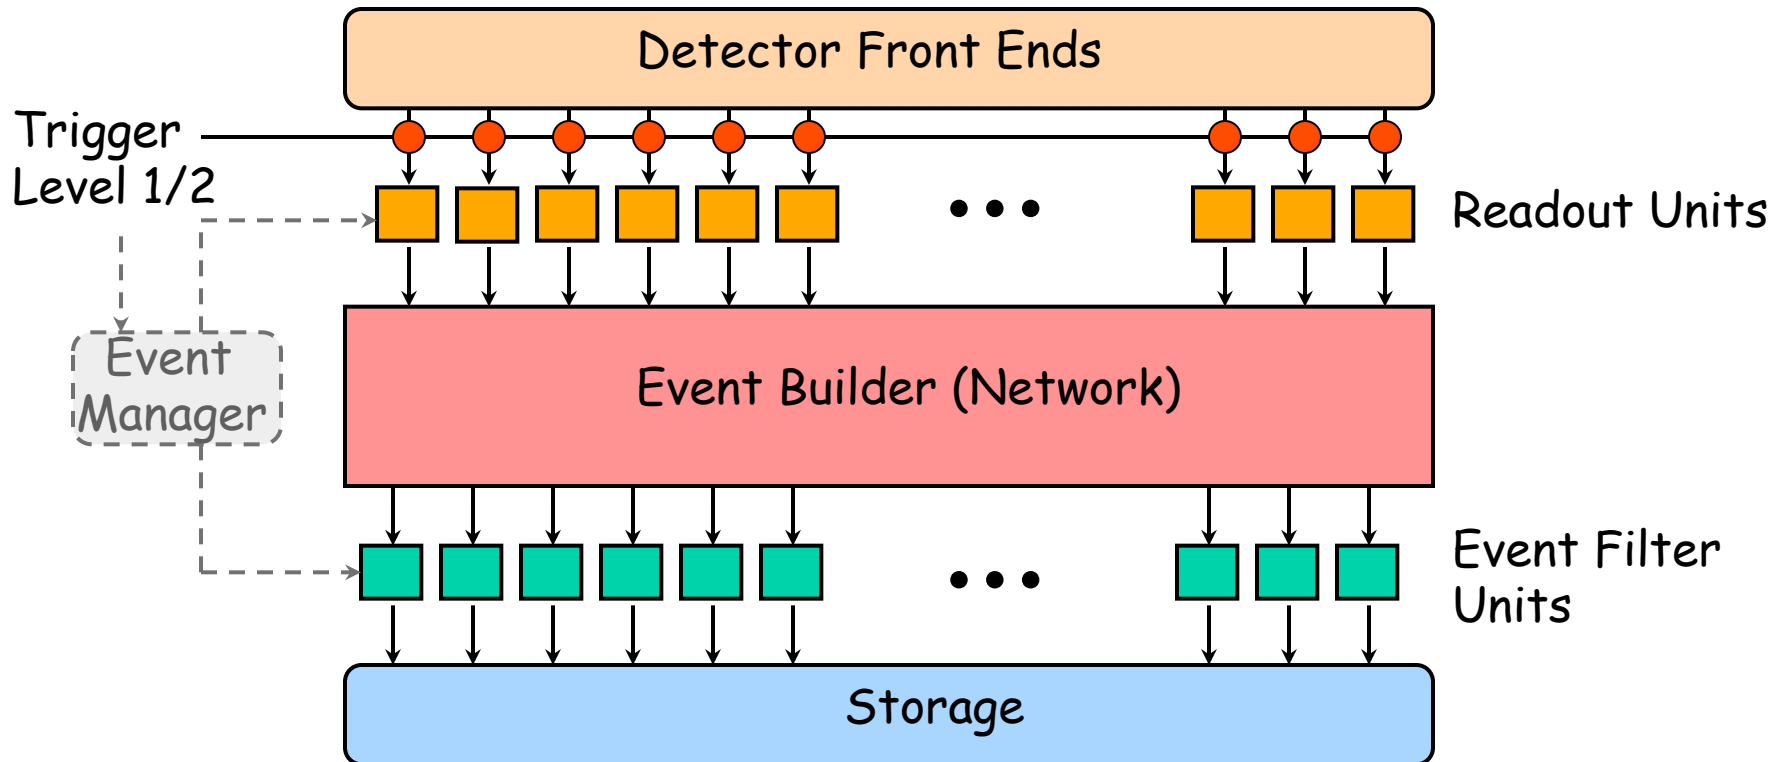 Detector Front Ends
Trigger
Level 1/2
Readout Units
Event
Manager
Event Builder (Network)
Event Filter
Units
Storage